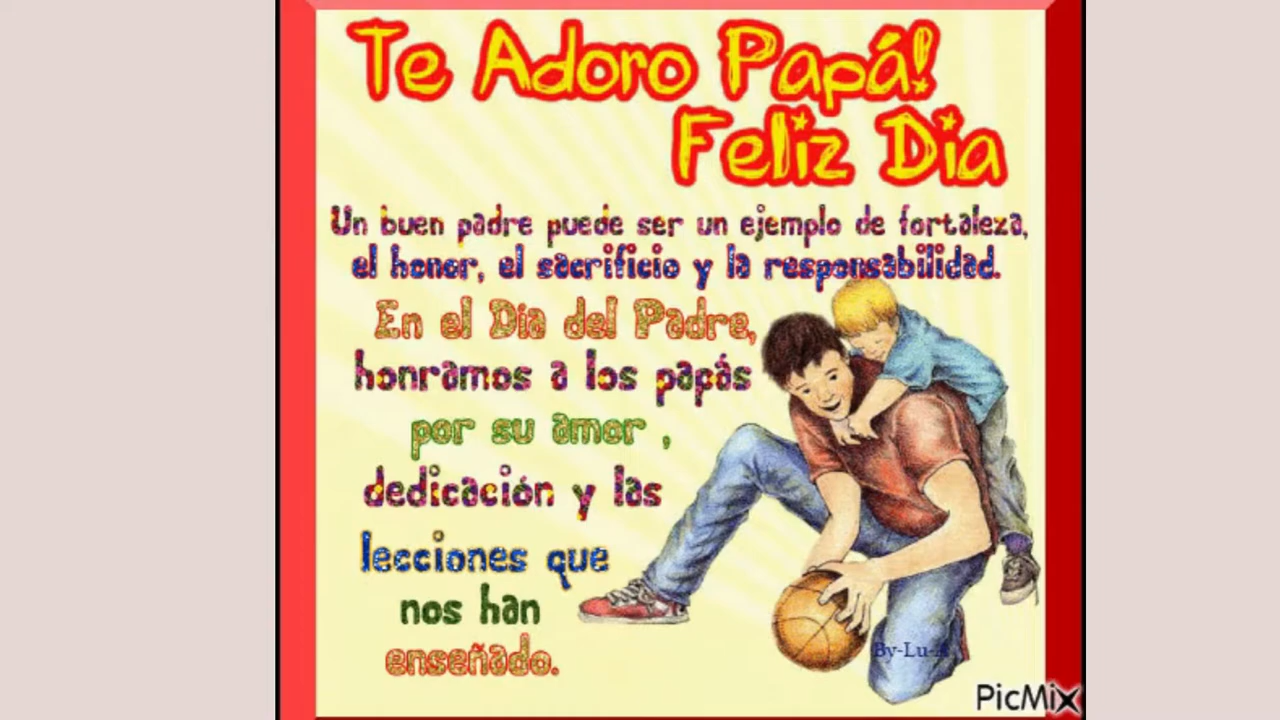 Te Adoro Papá!
Feliz Dia
Un buen padre puede ser un ejemplo de fortaleza,
el honor, el sacrificio y la responsabilidad.
En el Dia del Padre,
honramos a los papás
por su amor ,
dedicación y las
lecciones que
nos han
enseñado.
By-Lu-
PicMix